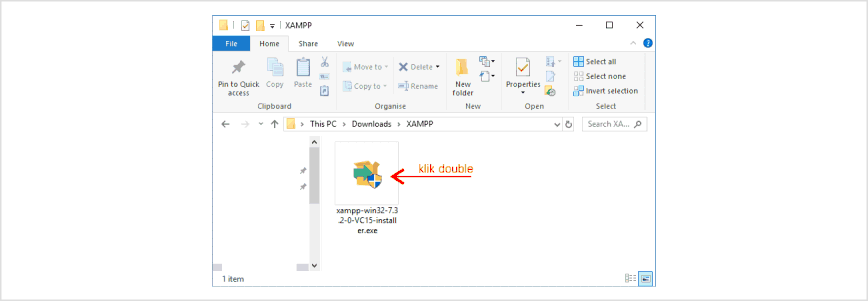 XAMPP
File Home Share View
Pin to Quick access
Copy
Paste
Move to
Copy to
Delete
Rename
New folder
Properties
Select all
Select none
Invert selection
Clipboard Organise New Open Select
This PC > Downloads > XAMPP
Search XA...
klik double
xampp-win32-7.3
.2-0-VC15-install
er.exe
1 item